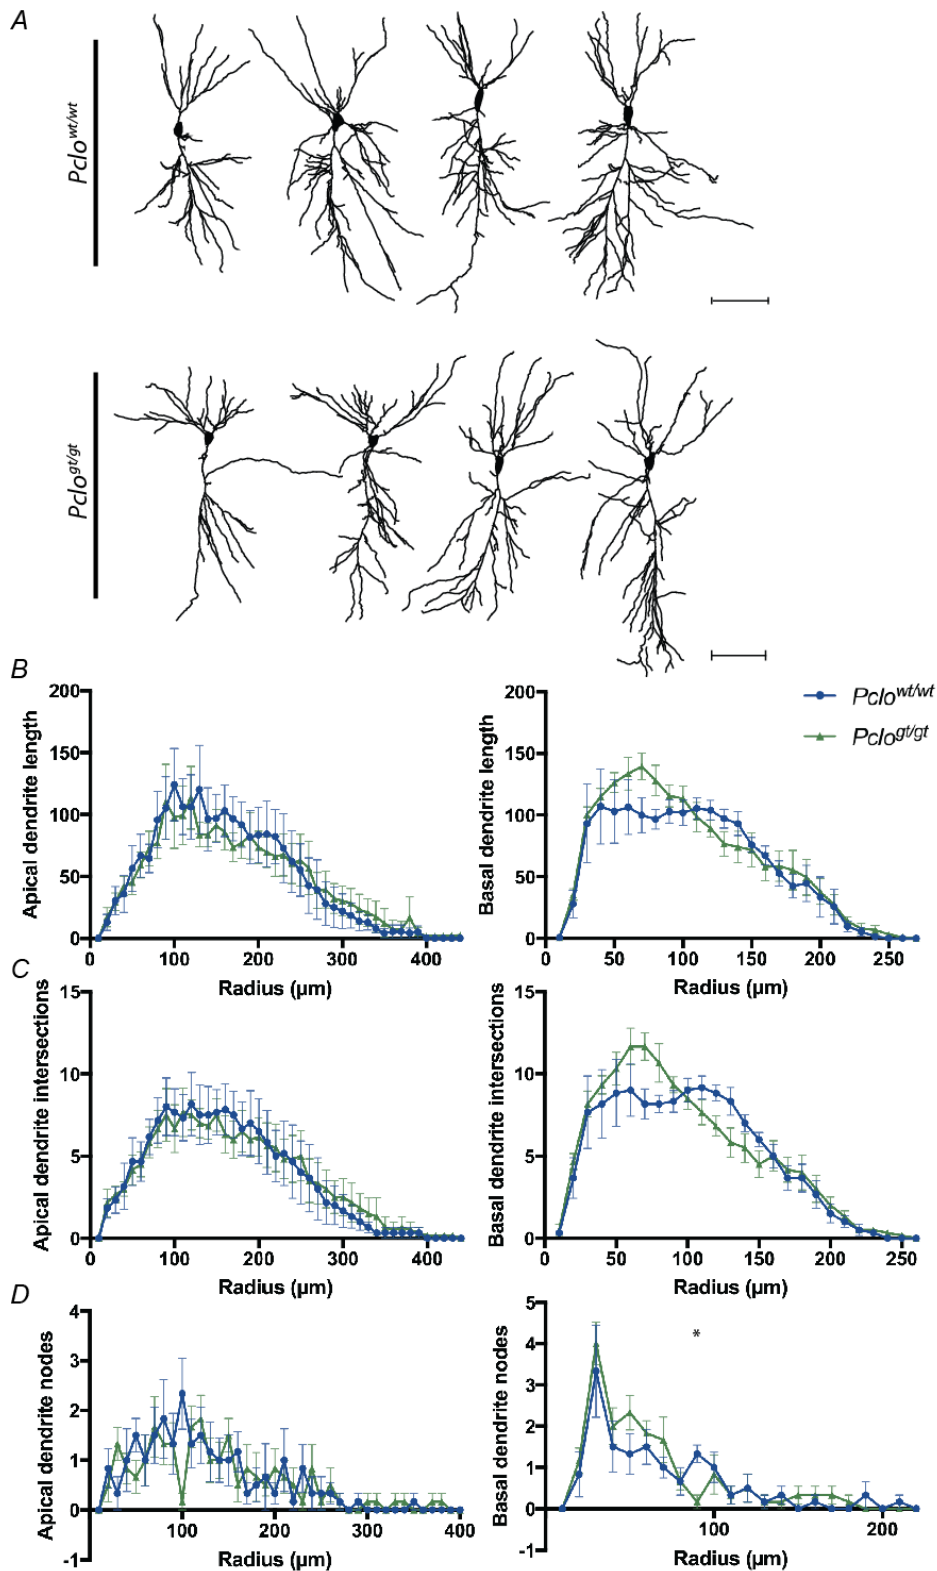 A
Pclo^wt/wt
Pclo^gt/gt
B
200
150
100
50
0
Apical dendrite length
0 100 200 300 400
Radius (µm)
200
150
100
50
0
Basal dendrite length
0 50 100 150 200 250
Radius (µm)
Pclo^wt/wt
Pclo^gt/gt
C
15
10
5
0
Apical dendrite intersections
0 100 200 300 400
Radius (µm)
15
10
5
0
Basal dendrite intersections
0 50 100 150 200 250
Radius (µm)
D
4
3
2
1
0
-1
Apical dendrite nodes
100 200 300 400
Radius (µm)
5
4
3
2
1
0
-1
Basal dendrite nodes
*
100 200
Radius (µm)